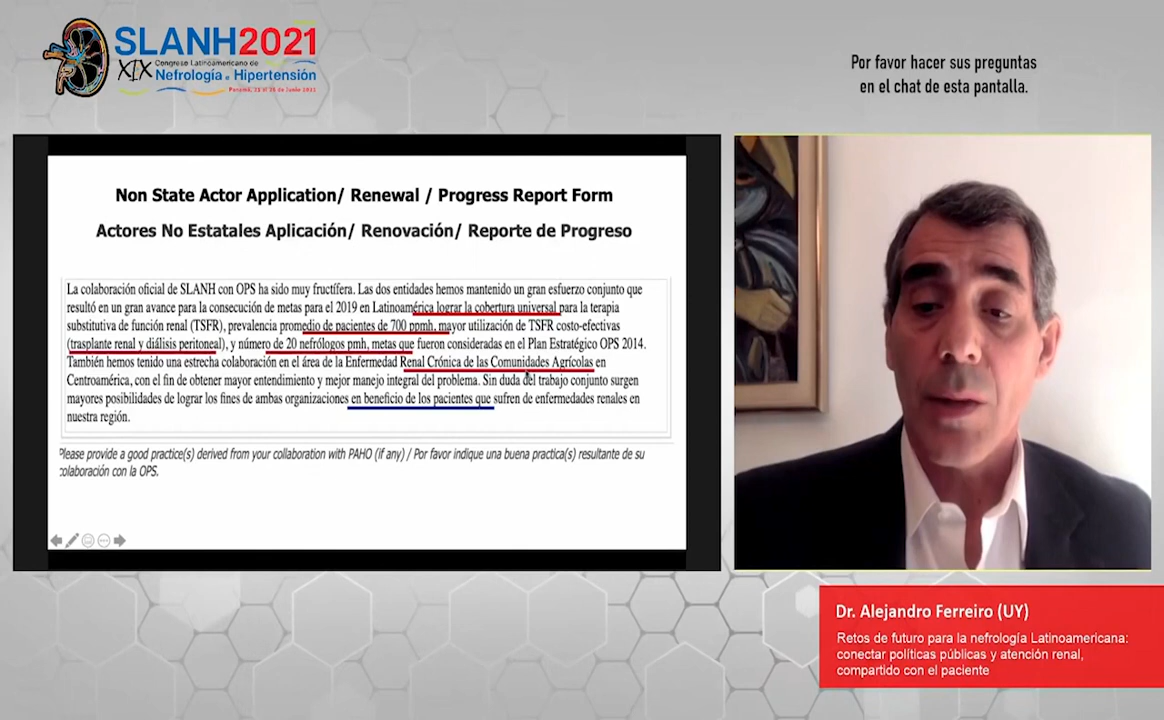 SLANH2021
XIX Congreso Latinoamericano de
Nefrología e Hipertensión
Por favor hacer sus preguntas
en el chat de esta pantalla.
Non State Actor Application/ Renewal / Progress Report Form
Actores No Estatales Aplicación/ Renovación/ Reporte de Progreso
La colaboración oficial de SLANH con OPS ha sido muy fructífera. Las dos entidades hemos mantenido un gran esfuerzo conjunto que
resultó en un gran avance para la consecución de metas para el 2019 en Latinoamérica lograr la cobertura universal para la terapia
substitutiva de función renal (TSFR), prevalencia promedio de pacientes de 700 ppmh, mayor utilización de TSFR costo-efectivas
(trasplante renal y diálisis peritoneal), y número de 20 nefrólogos pmh, metas que fueron consideradas en el Plan Estratégico OPS 2014.
También hemos tenido una estrecha colaboración en el área de la Enfermedad Renal Crónica de las Comunidades Agrícolas en
Centroamérica, con el fin de obtener mayor entendimiento y mejor manejo integral del problema. Sin duda del trabajo conjunto surgen
mayores posibilidades de lograr los fines de ambas organizaciones en beneficio de los pacientes que sufren de enfermedades renales en
nuestra región.
Please provide a good practice(s) derived from your collaboration with PAHO (if any) / Por favor indique una buena practica(s) resultante de su
colaboración con la OPS.
Dr. Alejandro Ferreiro (UY)
Retos de futuro para la nefrología Latinoamericana:
conectar políticas públicas y atención renal,
compartido con el paciente